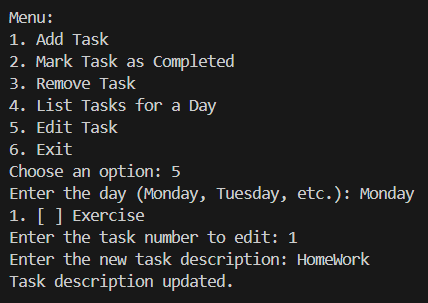 Menu:
1. Add Task
2. Mark Task as Completed
3. Remove Task
4. List Tasks for a Day
5. Edit Task
6. Exit
Choose an option: 5
Enter the day (Monday, Tuesday, etc.): Monday
1. [ ] Exercise
Enter the task number to edit: 1
Enter the new task description: HomeWork
Task description updated.